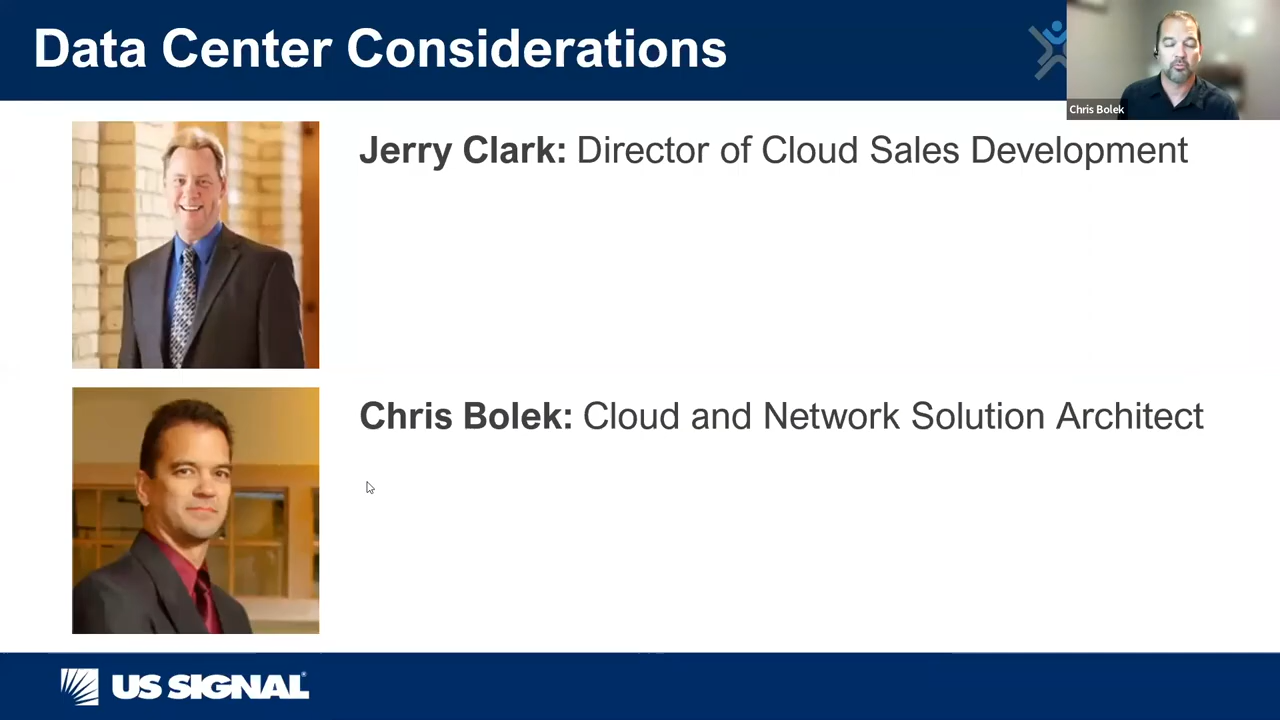 Data Center Considerations
Chris Bolek
Jerry Clark: Director of Cloud Sales Development
Chris Bolek: Cloud and Network Solution Architect
US SIGNAL